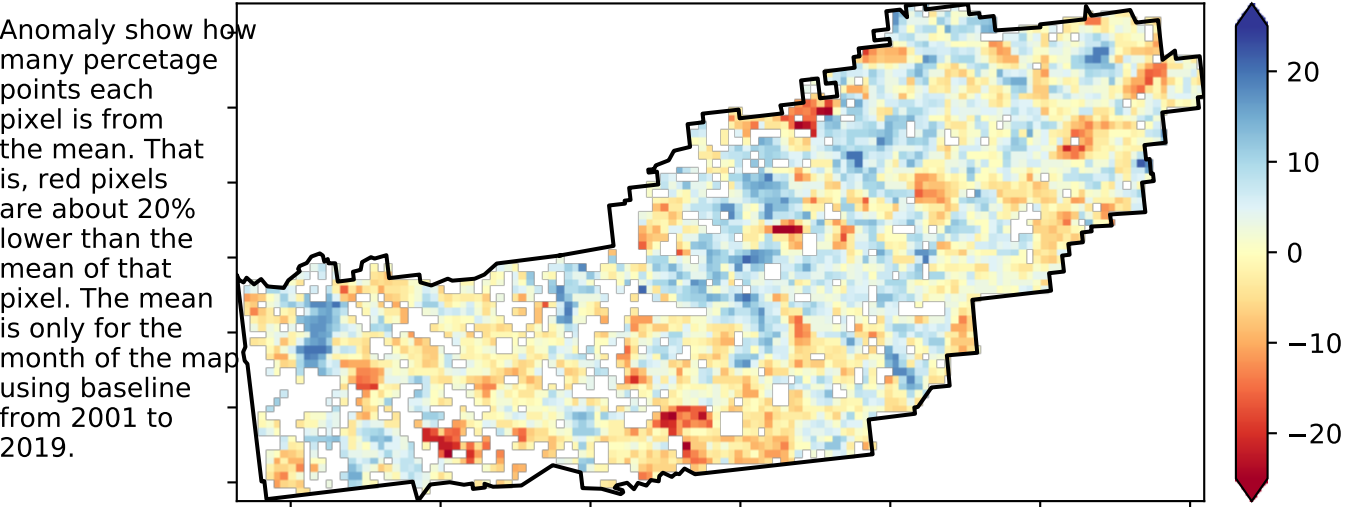 Anomaly show how
many percetage
points each
pixel is from
the mean. That
is, red pixels
are about 20%
lower than the
mean of that
pixel. The mean
is only for the
month of the map
using baseline
from 2001 to
2019.
20
10
0
−10
−20